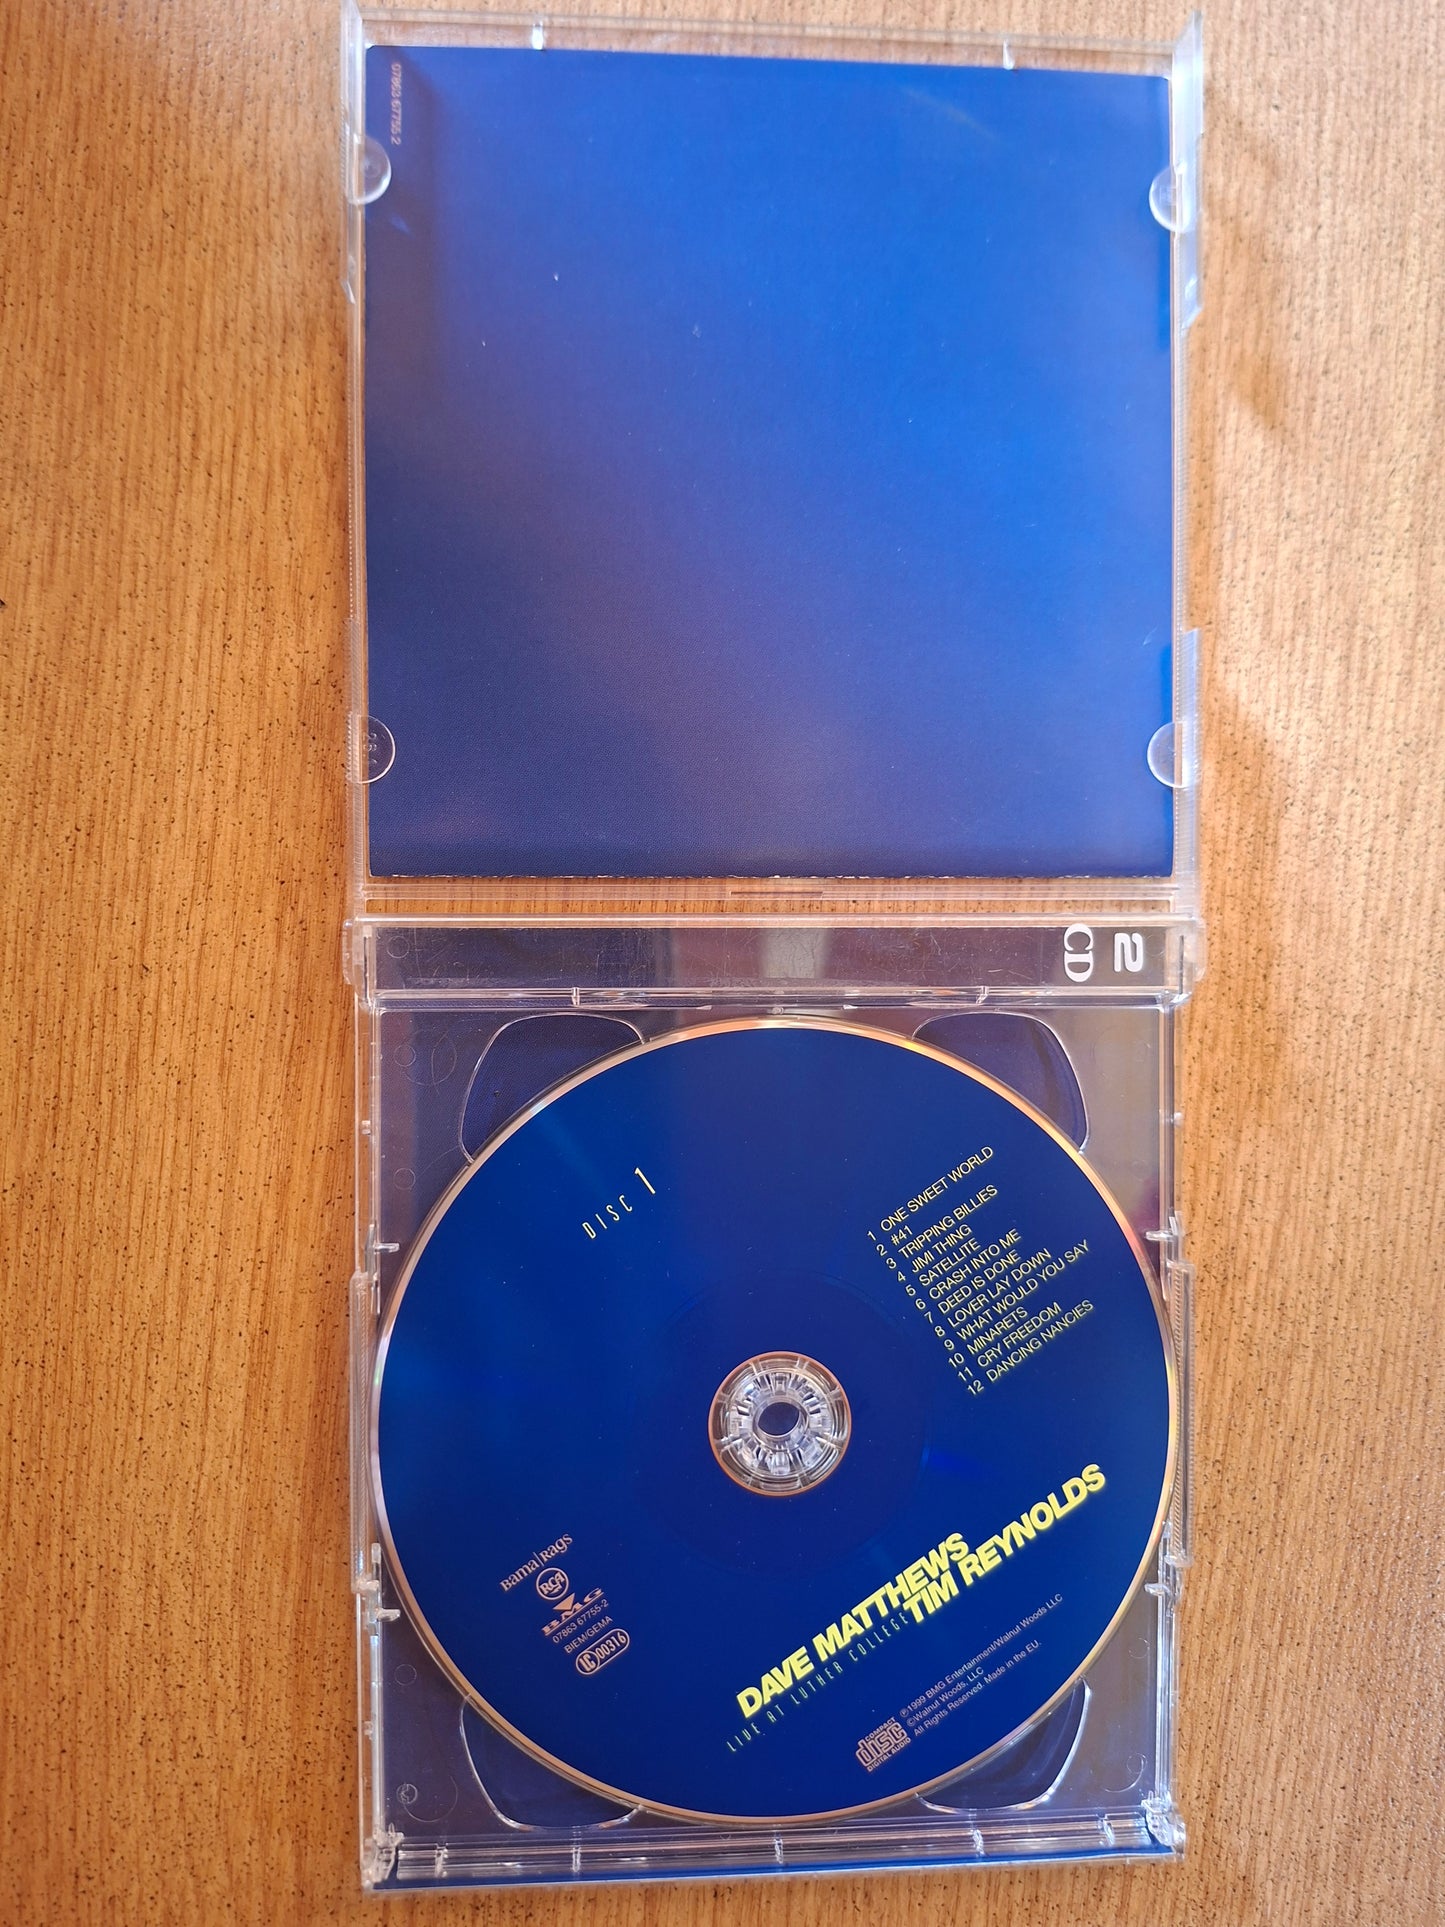 07863 67755 2
2
CD
DISC 1
1 ONE SWEET WORLD
2 #41
3 TRIPPING BILLIES
4 JIMI THING
5 SATELLITE
6 CRASH INTO ME
7 DEED IS DONE
8 LOVER LAY DOWN
9 WHAT WOULD YOU SAY
10 MINARETS
11 CRY FREEDOM
12 DANCING NANCIES
Bama|Rags
RCA
BMG
07863 67755-2
BIEM/GEMA
LC 00316
DAVE MATTHEWS
TIM REYNOLDS
LIVE AT LUTHER COLLEGE
COMPACT
disc
DIGITAL AUDIO
℗1999 BMG Entertainment/Walnut Woods LLC
©Walnut Woods, LLC
All Rights Reserved. Made in the EU.